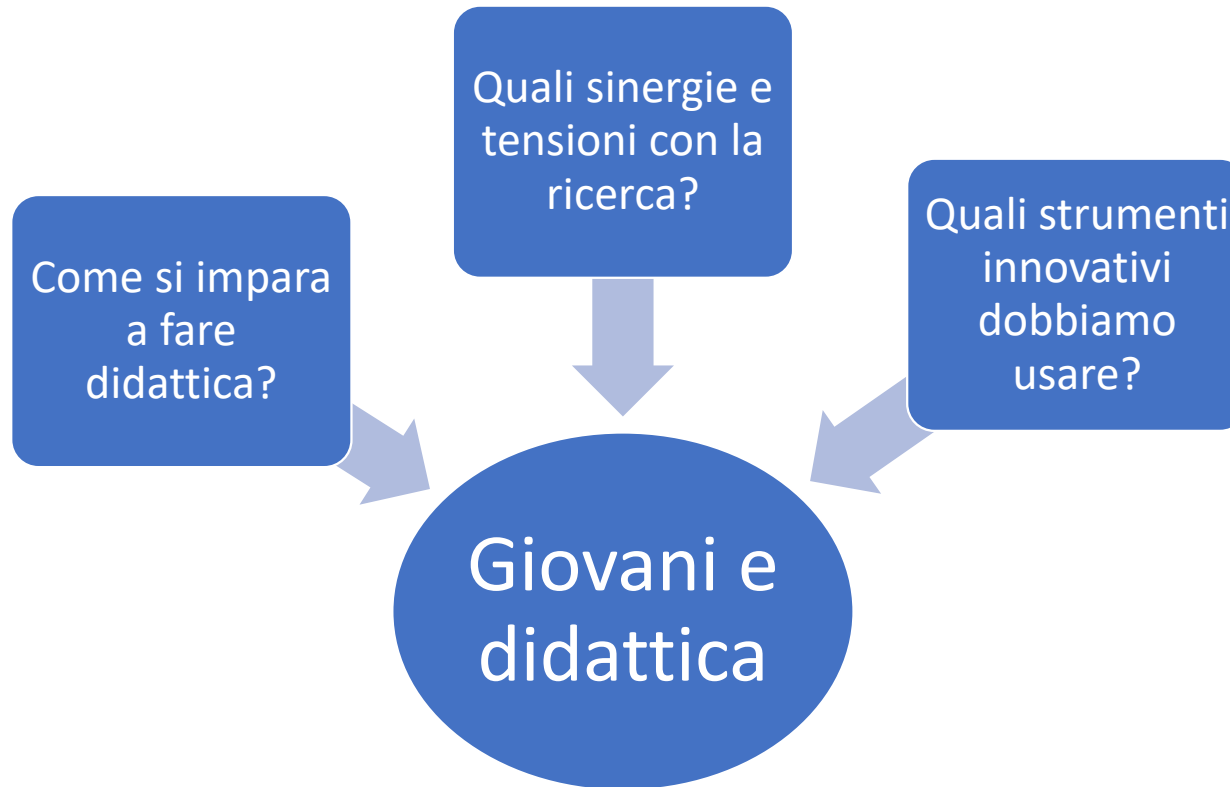 Come si impara
a fare
didattica?
Quali sinergie e
tensioni con la
ricerca?
Quali strumenti
innovativi
dobbiamo
usare?
Giovani e
didattica